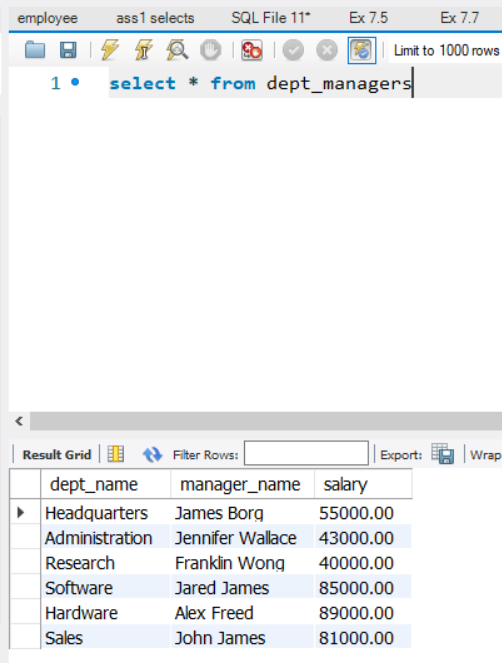 employee ass1 selects SQL File 11* Ex 7.5 Ex 7.7
Limit to 1000 rows
1 select * from dept_managers
Result Grid Filter Rows: Export: Wrap
dept_name manager_name salary
Headquarters James Borg 55000.00
Administration Jennifer Wallace 43000.00
Research Franklin Wong 40000.00
Software Jared James 85000.00
Hardware Alex Freed 89000.00
Sales John James 81000.00